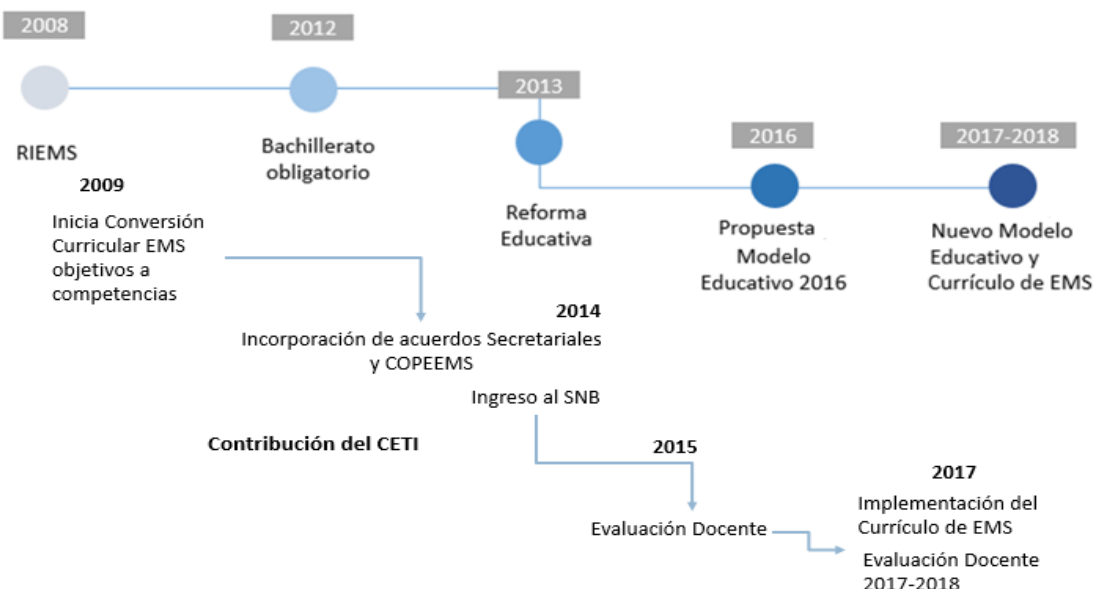 2008
RIEMS
2012
Bachillerato
obligatorio
2013
Reforma
Educativa
2016
Propuesta
Modelo
Educativo 2016
2017-2018
Nuevo Modelo
Educativo y
Currículo de EMS
2009
Inicia Conversión
Curricular EMS
objetivos a
competencias
2014
Incorporación de acuerdos Secretariales
y COPEEMS
Ingreso al SNB
Contribución del CETI
2015
Evaluación Docente
2017
Implementación del
Currículo de EMS
Evaluación Docente
2017-2018